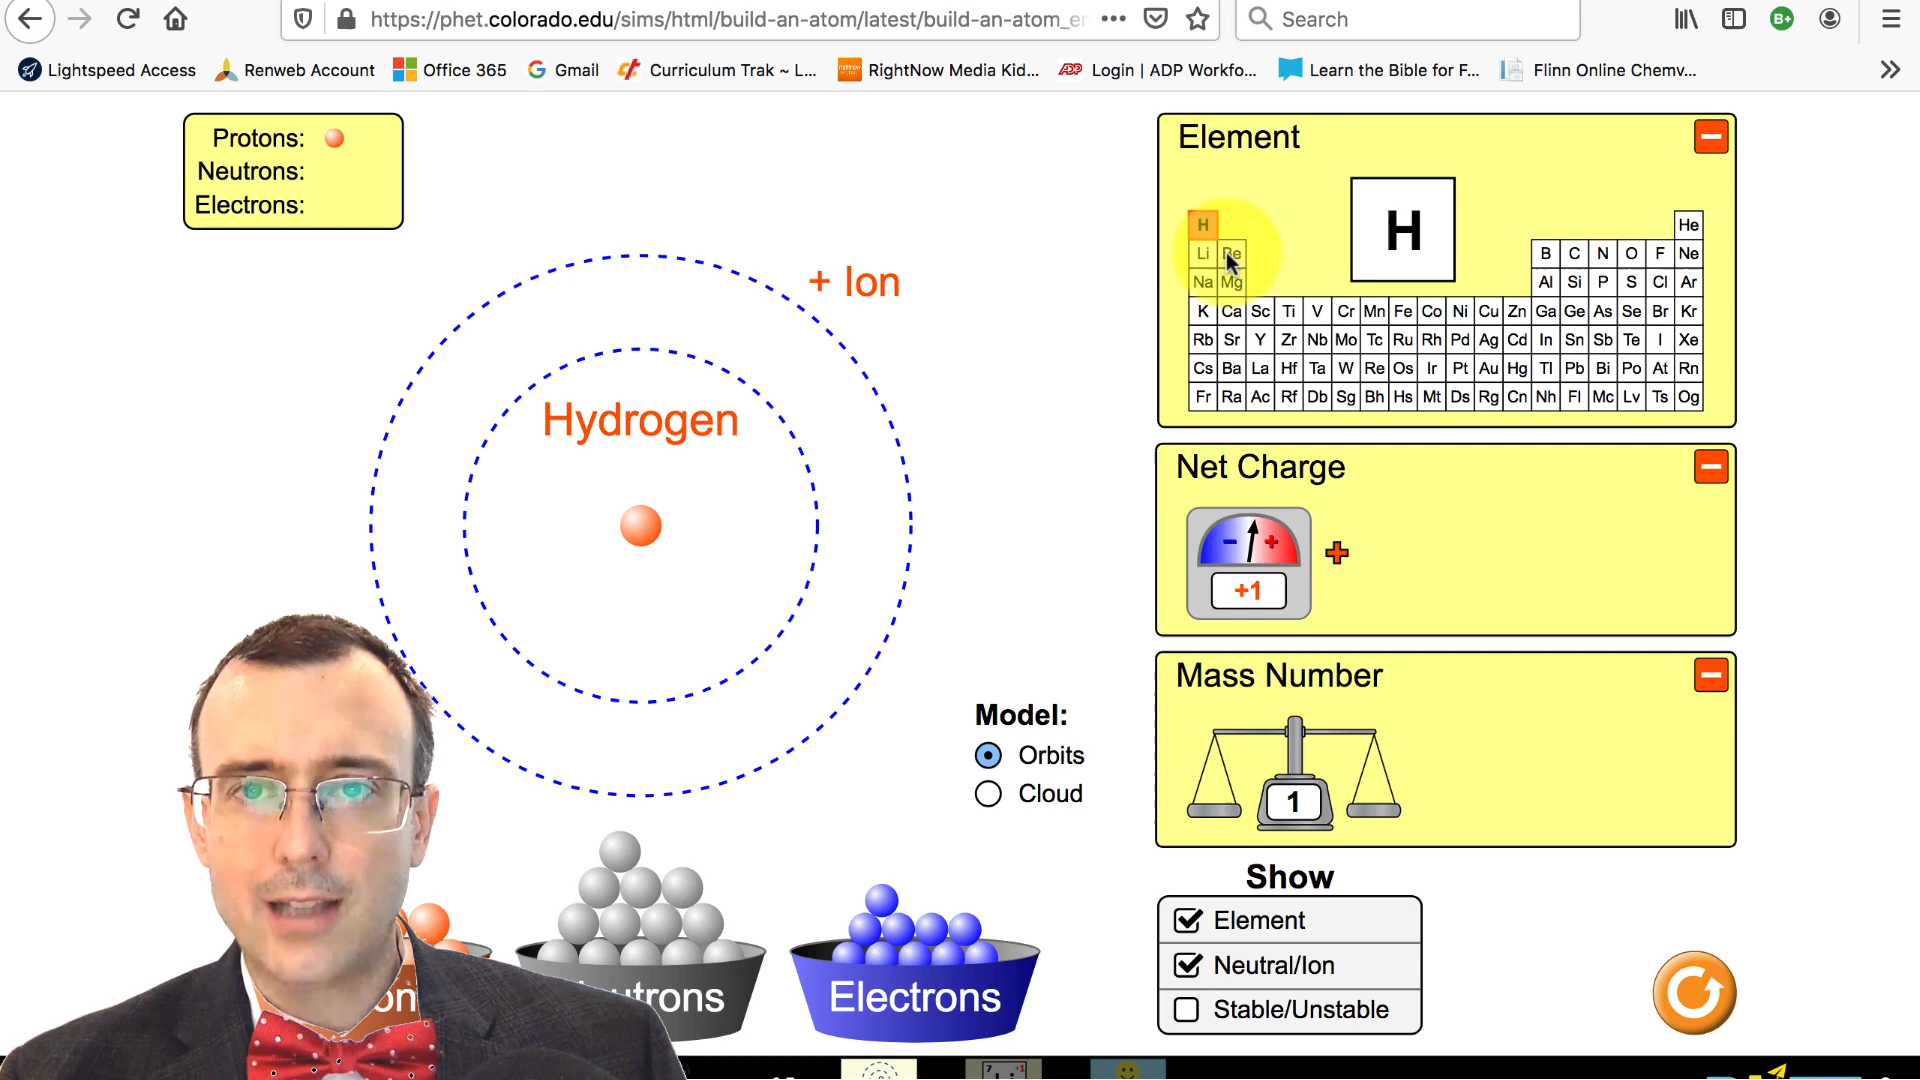 https://phet.colorado.edu/sims/html/build-an-atom/latest/build-an-atom_e
Search
B+
Lightspeed Access
Renweb Account
Office 365
Gmail
Curriculum Trak ~ L...
RightNow Media Kid...
ADP
Login | ADP Workfo...
Learn the Bible for F...
Flinn Online Chemv...
Protons:
Neutrons:
Electrons:
+ Ion
Hydrogen
Model:
Orbits
Cloud
Electrons
Element
H
H He
Li Be B C N O F Ne
Na Mg Al Si P S Cl Ar
K Ca Sc Ti V Cr Mn Fe Co Ni Cu Zn Ga Ge As Se Br Kr
Rb Sr Y Zr Nb Mo Tc Ru Rh Pd Ag Cd In Sn Sb Te I Xe
Cs Ba La Hf Ta W Re Os Ir Pt Au Hg Tl Pb Bi Po At Rn
Fr Ra Ac Rf Db Sg Bh Hs Mt Ds Rg Cn Nh Fl Mc Lv Ts Og
Net Charge
- +
+
+1
Mass Number
1
Show
Element
Neutral/Ion
Stable/Unstable